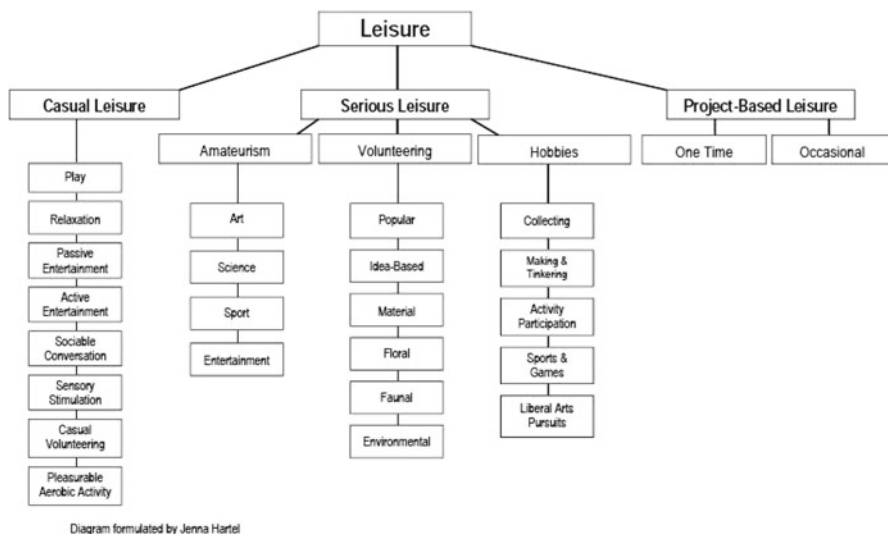 Leisure
Casual Leisure
Serious Leisure
Project-Based Leisure
Amateurism
Volunteering
Hobbies
One Time
Occasional
Play
Relaxation
Passive
Entertainment
Active
Entertainment
Sociable
Conversation
Sensory
Stimulation
Casual
Volunteering
Pleasurable
Aerobic Activity
Art
Science
Sport
Entertainment
Popular
Idea-Based
Material
Floral
Faunal
Environmental
Collecting
Making &
Tinkering
Activity
Participation
Sports &
Games
Liberal Arts
Pursuits
Diagram formulated by Jenna Hartel